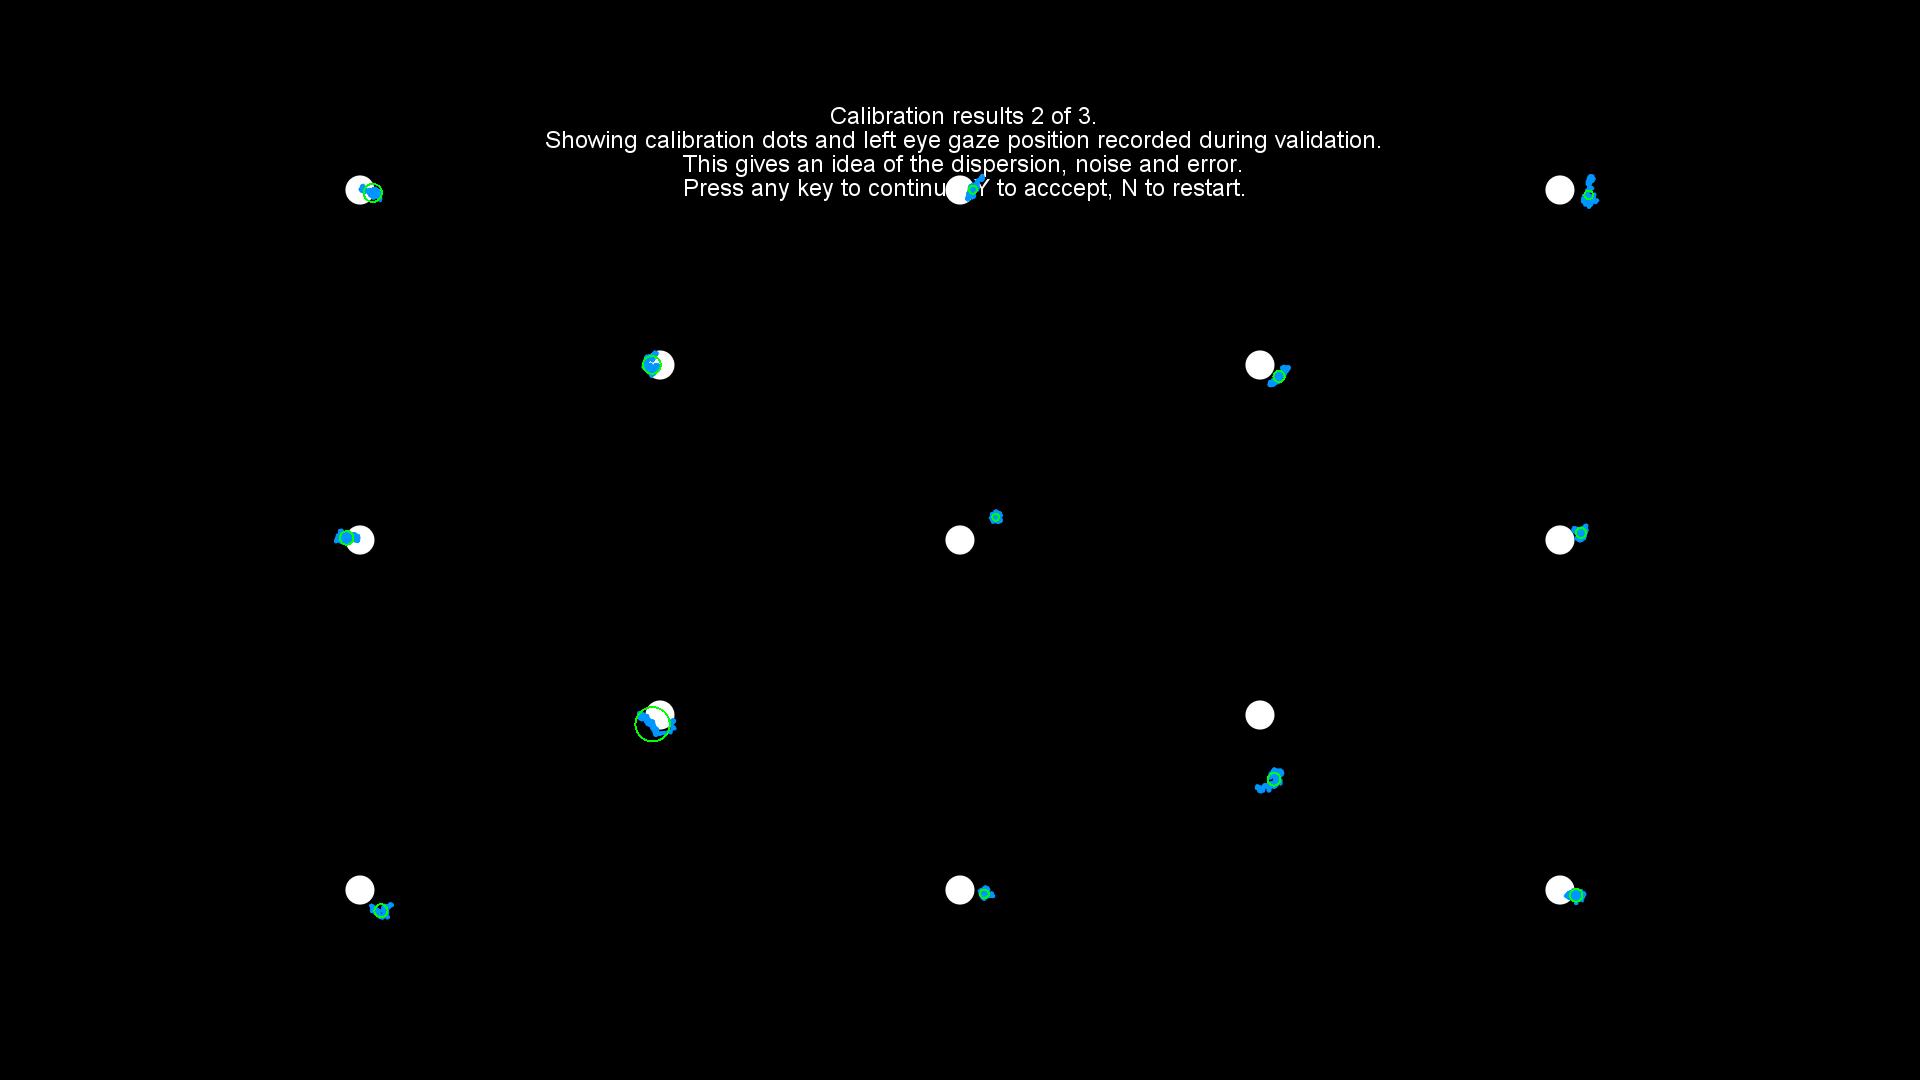 Calibration results 2 of 3.
Showing calibration dots and left eye gaze position recorded during validation.
This gives an idea of the dispersion, noise and error.
Press any key to continu Y to acccept, N to restart.